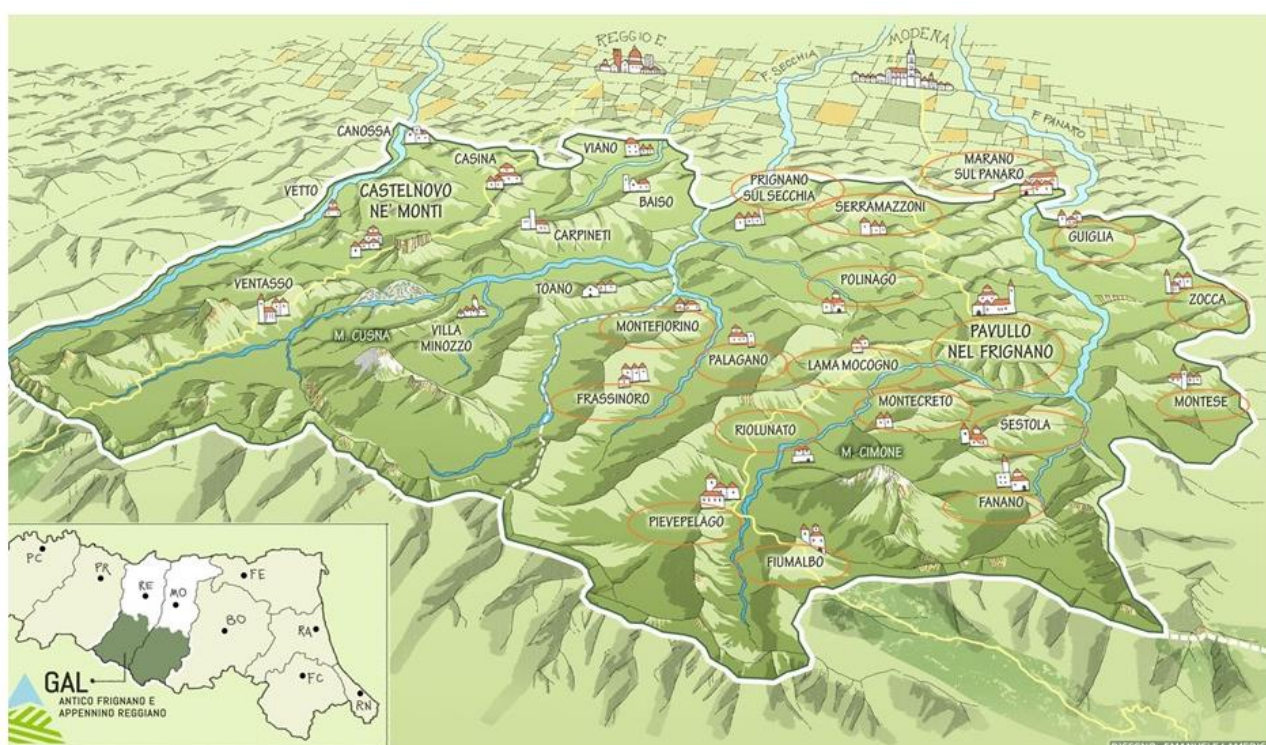 REGGIO E.
MODENA
F. SECCHIA
F. PANARO
CANOSSA
VIANO
CASINA
MARANO
SUL PANARO
VETTO
CASTELNOVO
NE' MONTI
BAISO
PRIGNANO
SUL SECCHIA
SERRAMAZZONI
CARPINETI
GUIGLIA
VENTASSO
TOANO
POLINAGO
ZOCCA
M. CUSNA
VILLA
MINOZZO
MONTEFIORINO
PALAGANO
LAMA MOCOGNO
PAVULLO
NEL FRIGNANO
FRASSINORO
RIOLUNATO
MONTECRETO
SESTOLA
MONTESE
M. CIMONE
FANANO
PIEVEPELAGO
FIUMALBO
PC
PR
RE
MO
FE
BO
RA
FC
RN
GAL
ANTICO FRIGNANO E
APPENNINO REGGIANO